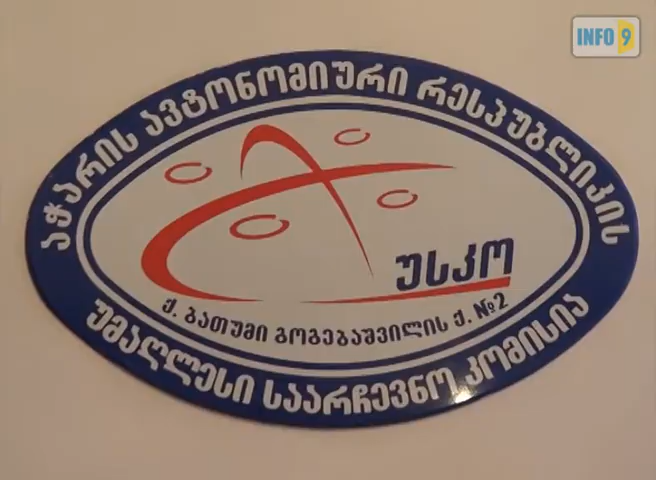 INFO 9
აჭარის ავტონომიური რესპუბლიკის
უსკო
ქ. ბათუმი გოგებაშვილის ქ. №2
უმაღლესი საარჩევნო კომისია